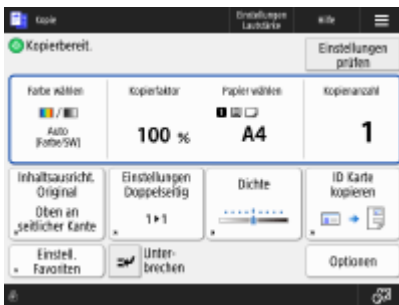 Kopie
Einstellungen
Lautstärke
Hilfe
Kopierbereit.
Einstellungen
prüfen
Farbe wählen
Kopierfaktor
Papier wählen
Kopienanzahl
Auto
[Farbe/SW]
100 %
1
A4
1
Inhaltsausricht.
Original
Oben an
seitlicher Kante
Einstellungen
Doppelseitig
1►1
Dichte
ID Karte
kopieren
Einstell.
Favoriten
Unter-
brechen
Optionen